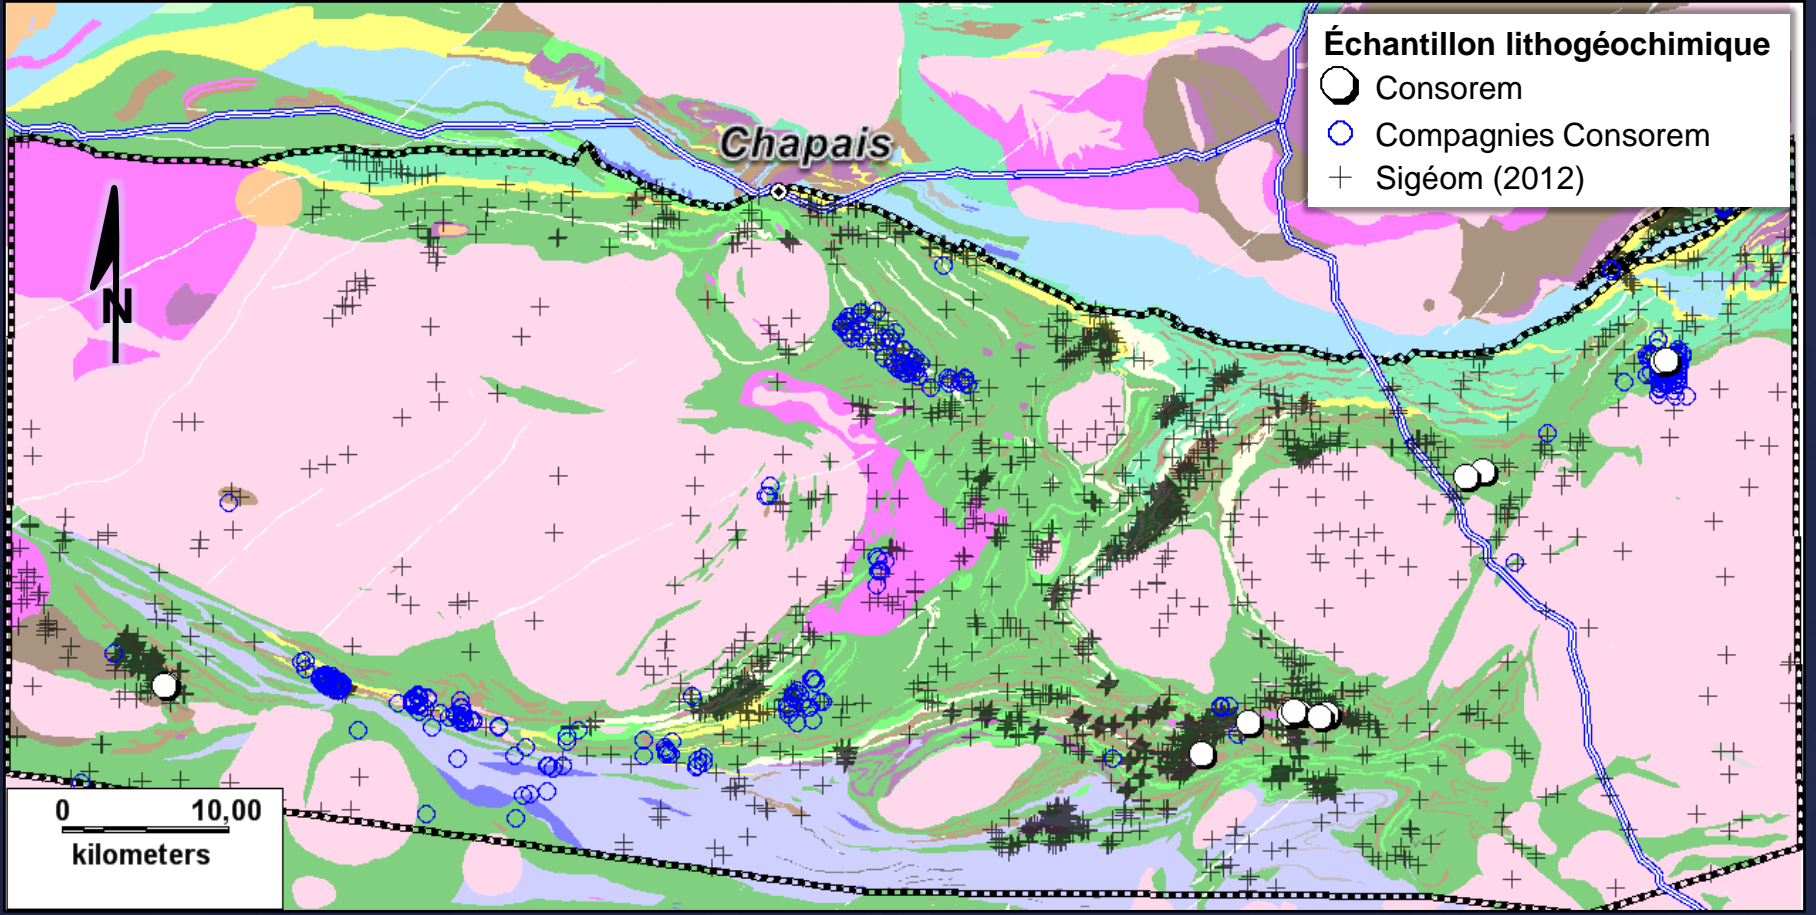 Échantillon lithogéochimique
Consorem
Compagnies Consorem
Sigéom (2012)
Chapais
N
0 10,00
kilometers